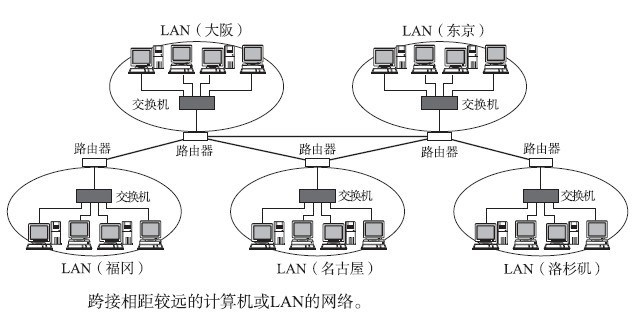 LAN（大阪）
LAN（东京）
交换机
交换机
路由器
路由器
路由器
路由器
路由器
交换机
交换机
交换机
LAN（福冈）
LAN（名古屋）
LAN（洛杉矶）
跨接相距较远的计算机或LAN的网络。